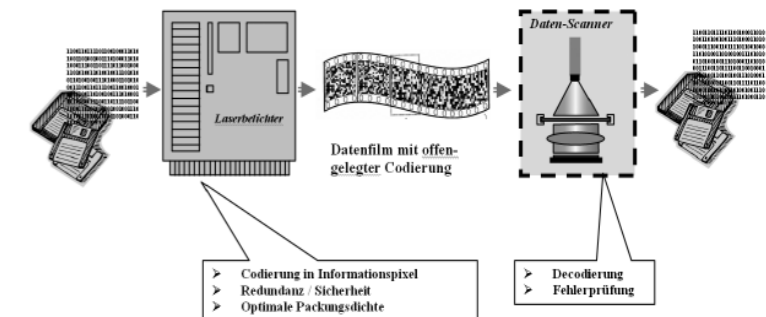 Daten-Scanner
Laserbelichter
Datenfilm mit offen-
gelegter Codierung
➢ Codierung in Informationspixel
➢ Redundanz / Sicherheit
➢ Optimale Packungsdichte
➢ Decodierung
➢ Fehlerprüfung